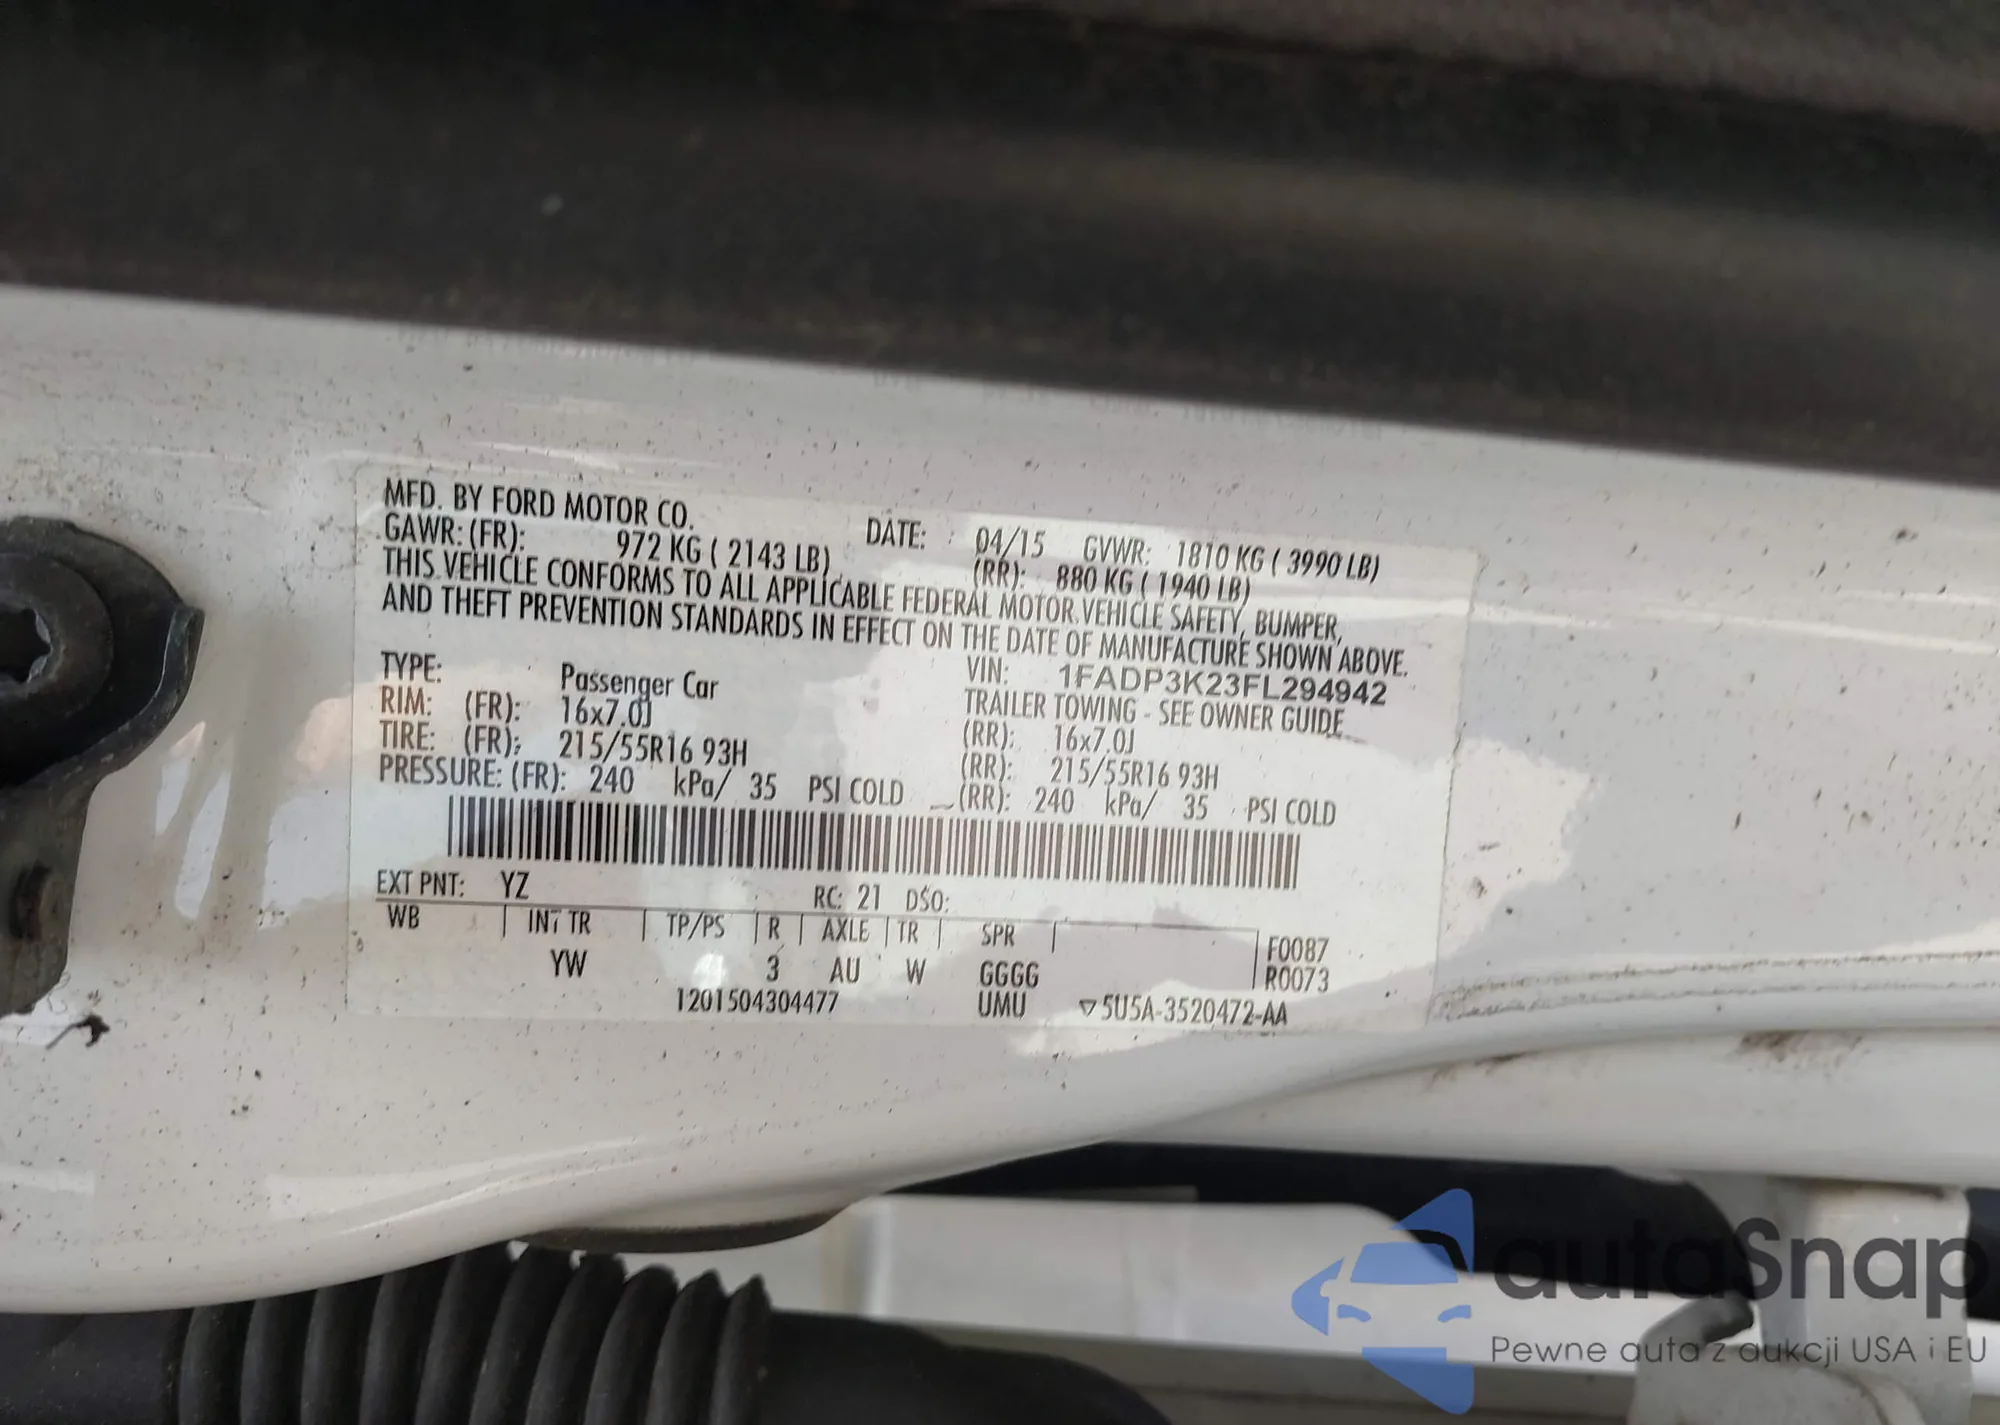 MFD. BY FORD MOTOR CO. DATE: 04/15 GVWR: 1810 KG ( 3990 LB)
GAWR: (FR): 972 KG ( 2143 LB) (RR): 880 KG ( 1940 LB)
THIS VEHICLE CONFORMS TO ALL APPLICABLE FEDERAL MOTOR VEHICLE SAFETY, BUMPER,
AND THEFT PREVENTION STANDARDS IN EFFECT ON THE DATE OF MANUFACTURE SHOWN ABOVE.
VIN: 1FADP3K23FL294942
TYPE: Passenger Car TRAILER TOWING - SEE OWNER GUIDE
RIM: (FR): 16x7.0J (RR): 16x7.0J
TIRE: (FR): 215/55R16 93H (RR): 215/55R16 93H
PRESSURE: (FR): 240 kPa/ 35 PSI COLD (RR): 240 kPa/ 35 PSI COLD
EXT PNT: YZ RC: 21 DSO:
WB INT TR TP/PS R AXLE TR SPR F0087
YW 3 AU W GGGG R0073
1201504304477 UMU ▽5U5A-3520472-AA
autaSnap
Pewne auta z aukcji USA i EU